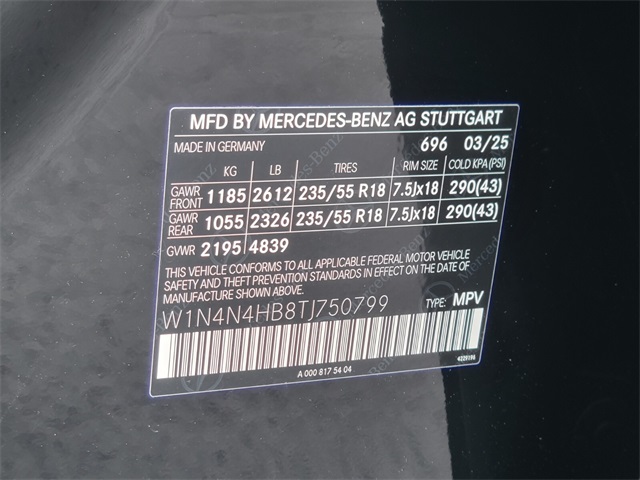 MFD BY MERCEDES-BENZ AG STUTTGART
MADE IN GERMANY 696 03/25
KG LB TIRES RIM SIZE COLD KPA(PSI)
GAWR FRONT 1185 2612 235/55 R18 7.5Jx18 290(43)
GAWR REAR 1055 2326 235/55 R18 7.5Jx18 290(43)
GVWR 2195 4839
THIS VEHICLE CONFORMS TO ALL APPLICABLE FEDERAL MOTOR VEHICLE
SAFETY AND THEFT PREVENTION STANDARDS IN EFFECT ON THE DATE OF
MANUFACTURE SHOWN ABOVE.
W1N4N4HB8TJ750799 TYPE: MPV
4229198
A 000 817 54 04